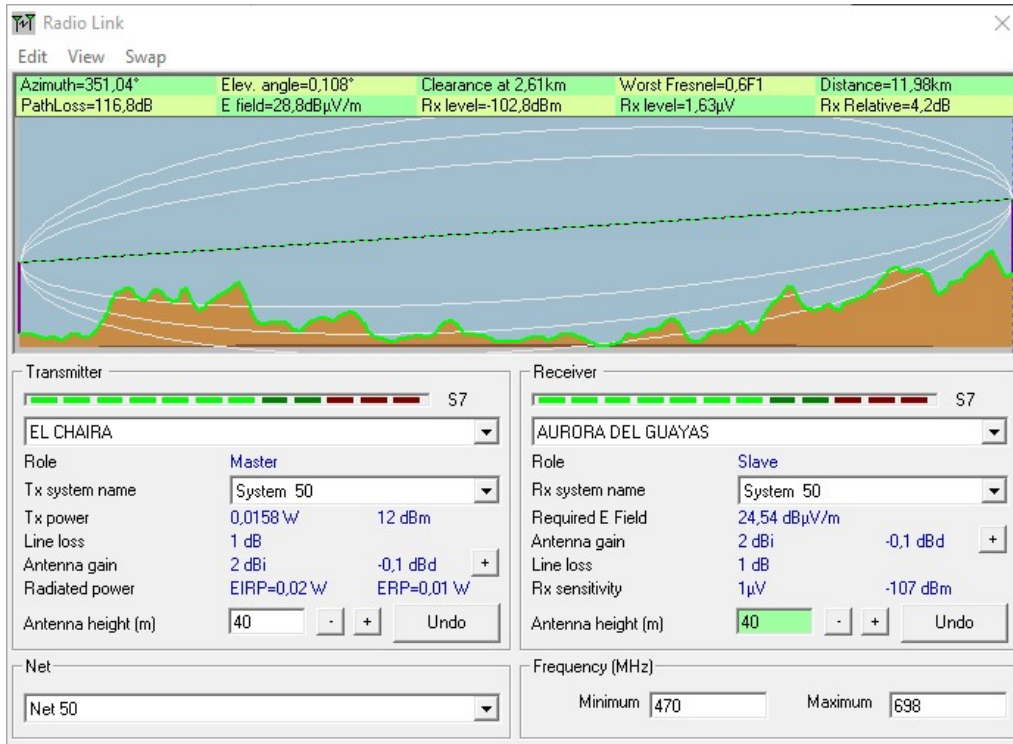 Radio Link
Edit View Swap
Azimuth=351,04° Elev. angle=0,108° Clearance at 2,61km Worst Fresnel=0,6F1 Distance=11,98km
PathLoss=116,8dB E field=28,8dBµV/m Rx level=-102,8dBm Rx level=1,63µV Rx Relative=4,2dB
Transmitter
S7
EL CHAIRA
Role Master
Tx system name System 50
Tx power 0,0158 W 12 dBm
Line loss 1 dB
Antenna gain 2 dBi -0,1 dBd +
Radiated power EIRP=0,02 W ERP=0,01 W
Antenna height (m) 40 - + Undo
Net
Net 50
Receiver
S7
AURORA DEL GUAYAS
Role Slave
Rx system name System 50
Required E Field 24,54 dBµV/m
Antenna gain 2 dBi -0,1 dBd +
Line loss 1 dB
Rx sensitivity 1µV -107 dBm
Antenna height (m) 40 - + Undo
Frequency (MHz)
Minimum 470 Maximum 698